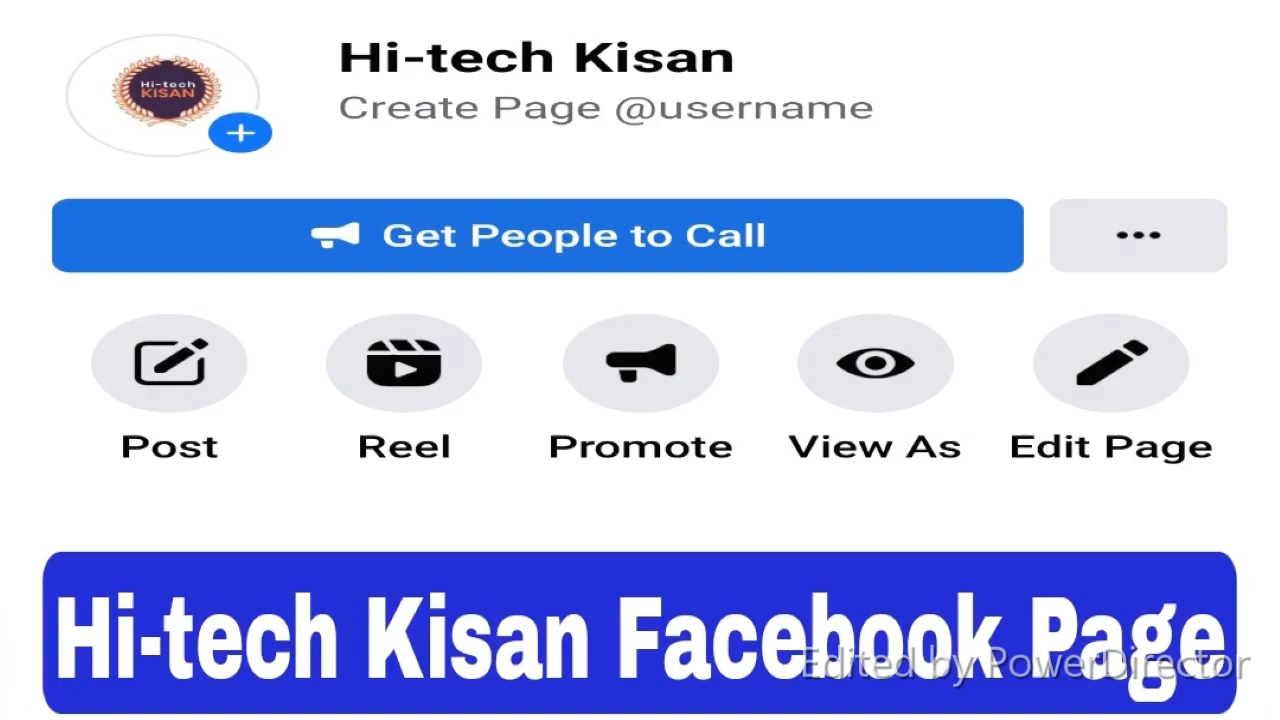 Hi-tech
KISAN
Hi-tech Kisan
Create Page @username
Get People to Call
Post Reel Promote View As Edit Page
Hi-tech Kisan Facebook Page
Edited by PowerDirector